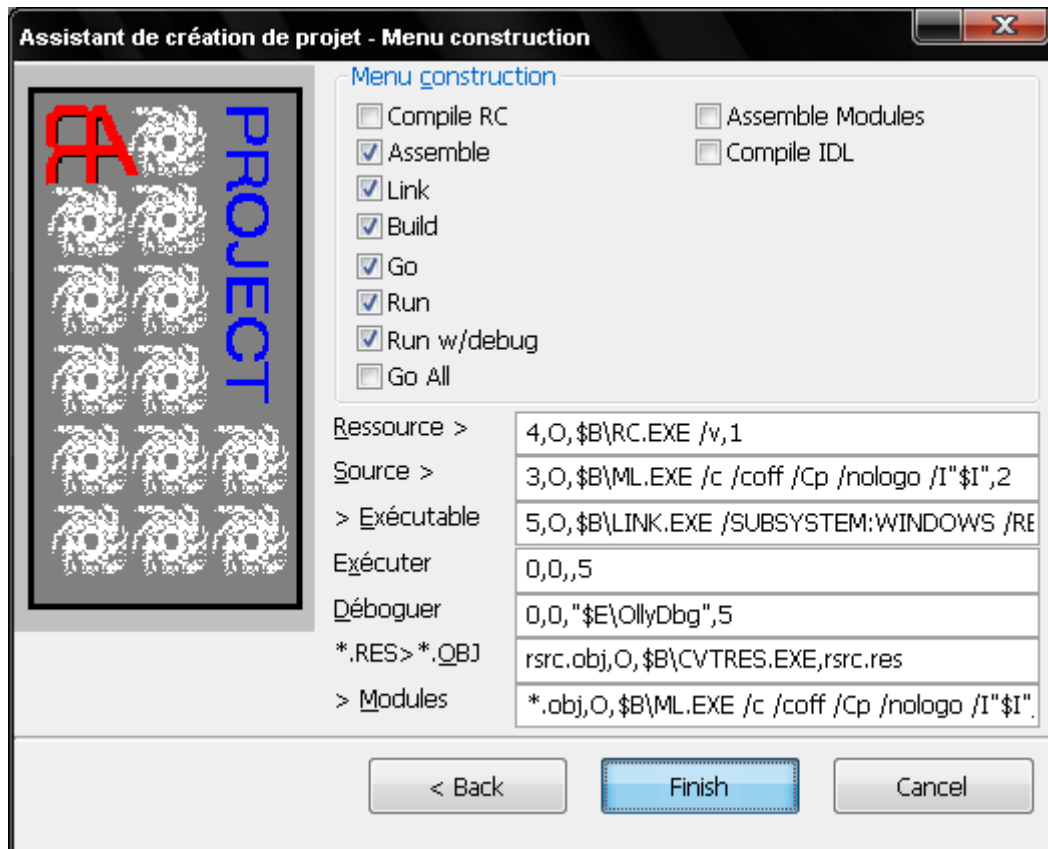 Assistant de création de projet - Menu construction
RA
PROJECT
Menu construction
Compile RC
Assemble Modules
Assemble
Compile IDL
Link
Build
Go
Run
Run w/debug
Go All
Ressource > 4,O,$B\RC.EXE /v,1
Source > 3,O,$B\ML.EXE /c /coff /Cp /nologo /I"$I",2
> Exécutable 5,O,$B\LINK.EXE /SUBSYSTEM:WINDOWS /RE
Exécuter 0,0,,5
Déboguer 0,0,"$E\OllyDbg",5
*.RES>*.OBJ rsrc.obj,O,$B\CVTRES.EXE,rsrc.res
> Modules *.obj,O,$B\ML.EXE /c /coff /Cp /nologo /I"$I",
< Back Finish Cancel